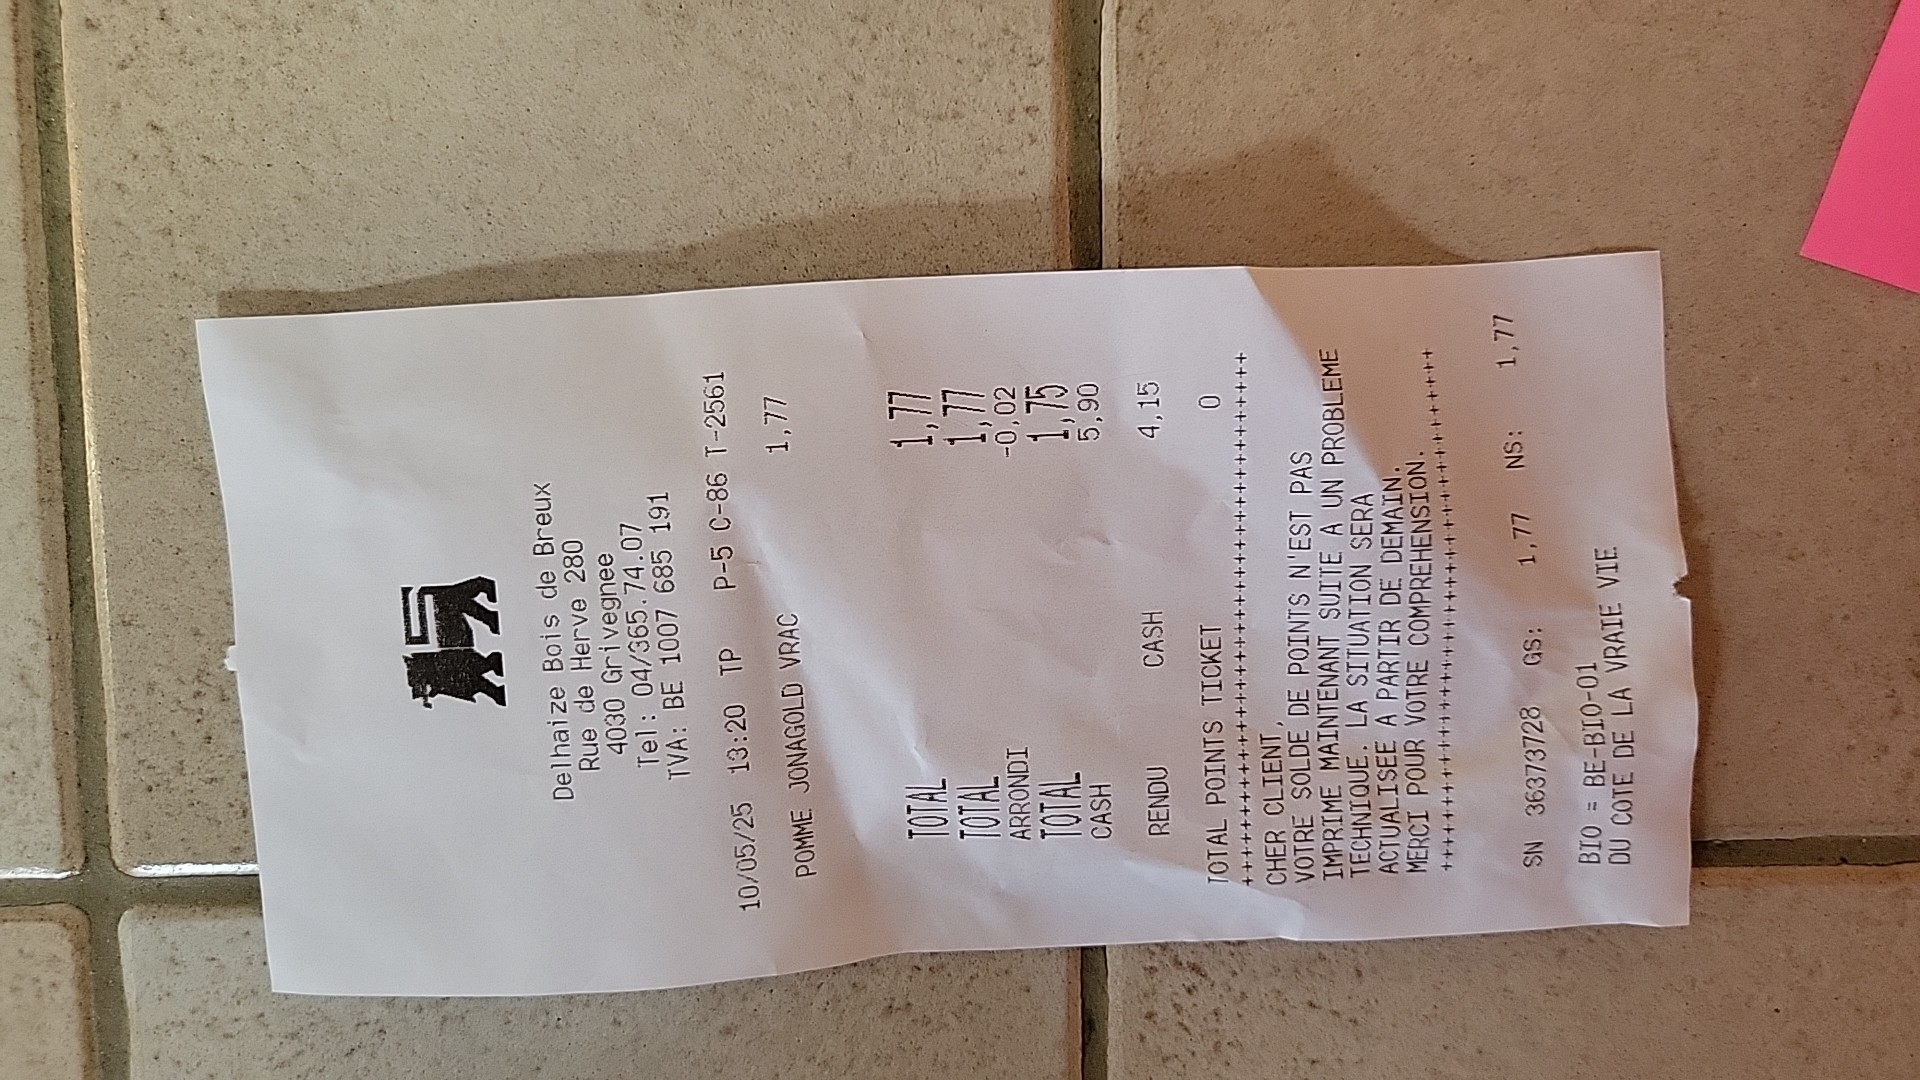 Delhaize Bois de Breux
Rue de Herve 280
4030 Grivegnee
Tel: 04/365.74.07
TVA: BE 1007 685 191
10/05/25 13:20 TP P-5 C-86 T-2561
POMME JONAGOLD VRAC 1,77
TOTAL 1,77
TOTAL 1,77
ARRONDI -0,02
TOTAL 1,75
CASH 5,90
RENDU CASH 4,15
TOTAL POINTS TICKET 0
++++++++++++++++++++++++++++++++++++++++
CHER CLIENT,
VOTRE SOLDE DE POINTS N'EST PAS
IMPRIME MAINTENANT SUITE A UN PROBLEME
TECHNIQUE. LA SITUATION SERA
ACTUALISEE A PARTIR DE DEMAIN.
MERCI POUR VOTRE COMPREHENSION.
++++++++++++++++++++++++++++++++++++++++
SN 36373728 GS: 1,77 NS: 1,77
BIO = BE-BIO-01
DU COTE DE LA VRAIE VIE